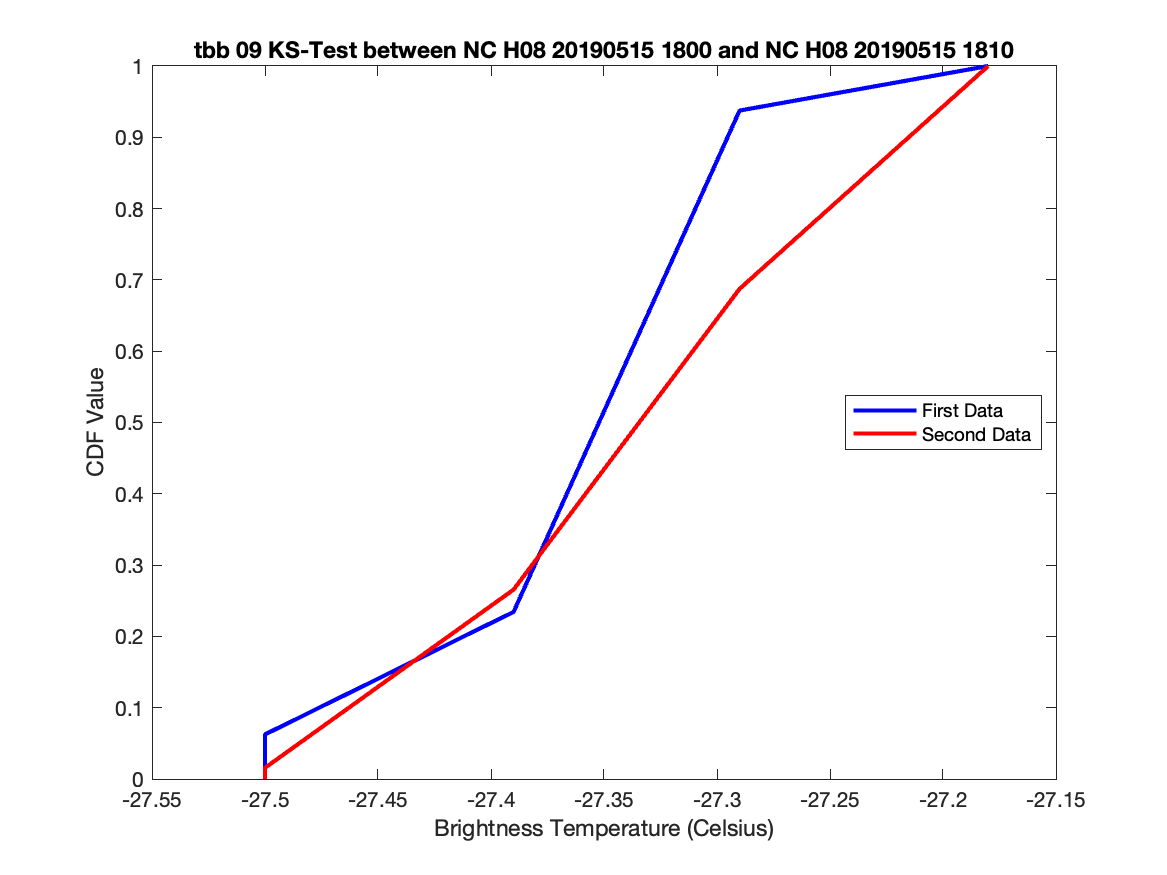 tbb 09 KS-Test between NC H08 20190515 1800 and NC H08 20190515 1810
1
0.9
0.8
0.7
0.6
0.5
0.4
0.3
0.2
0.1
0
CDF Value
First Data
Second Data
-27.55 -27.5 -27.45 -27.4 -27.35 -27.3 -27.25 -27.2 -27.15
Brightness Temperature (Celsius)